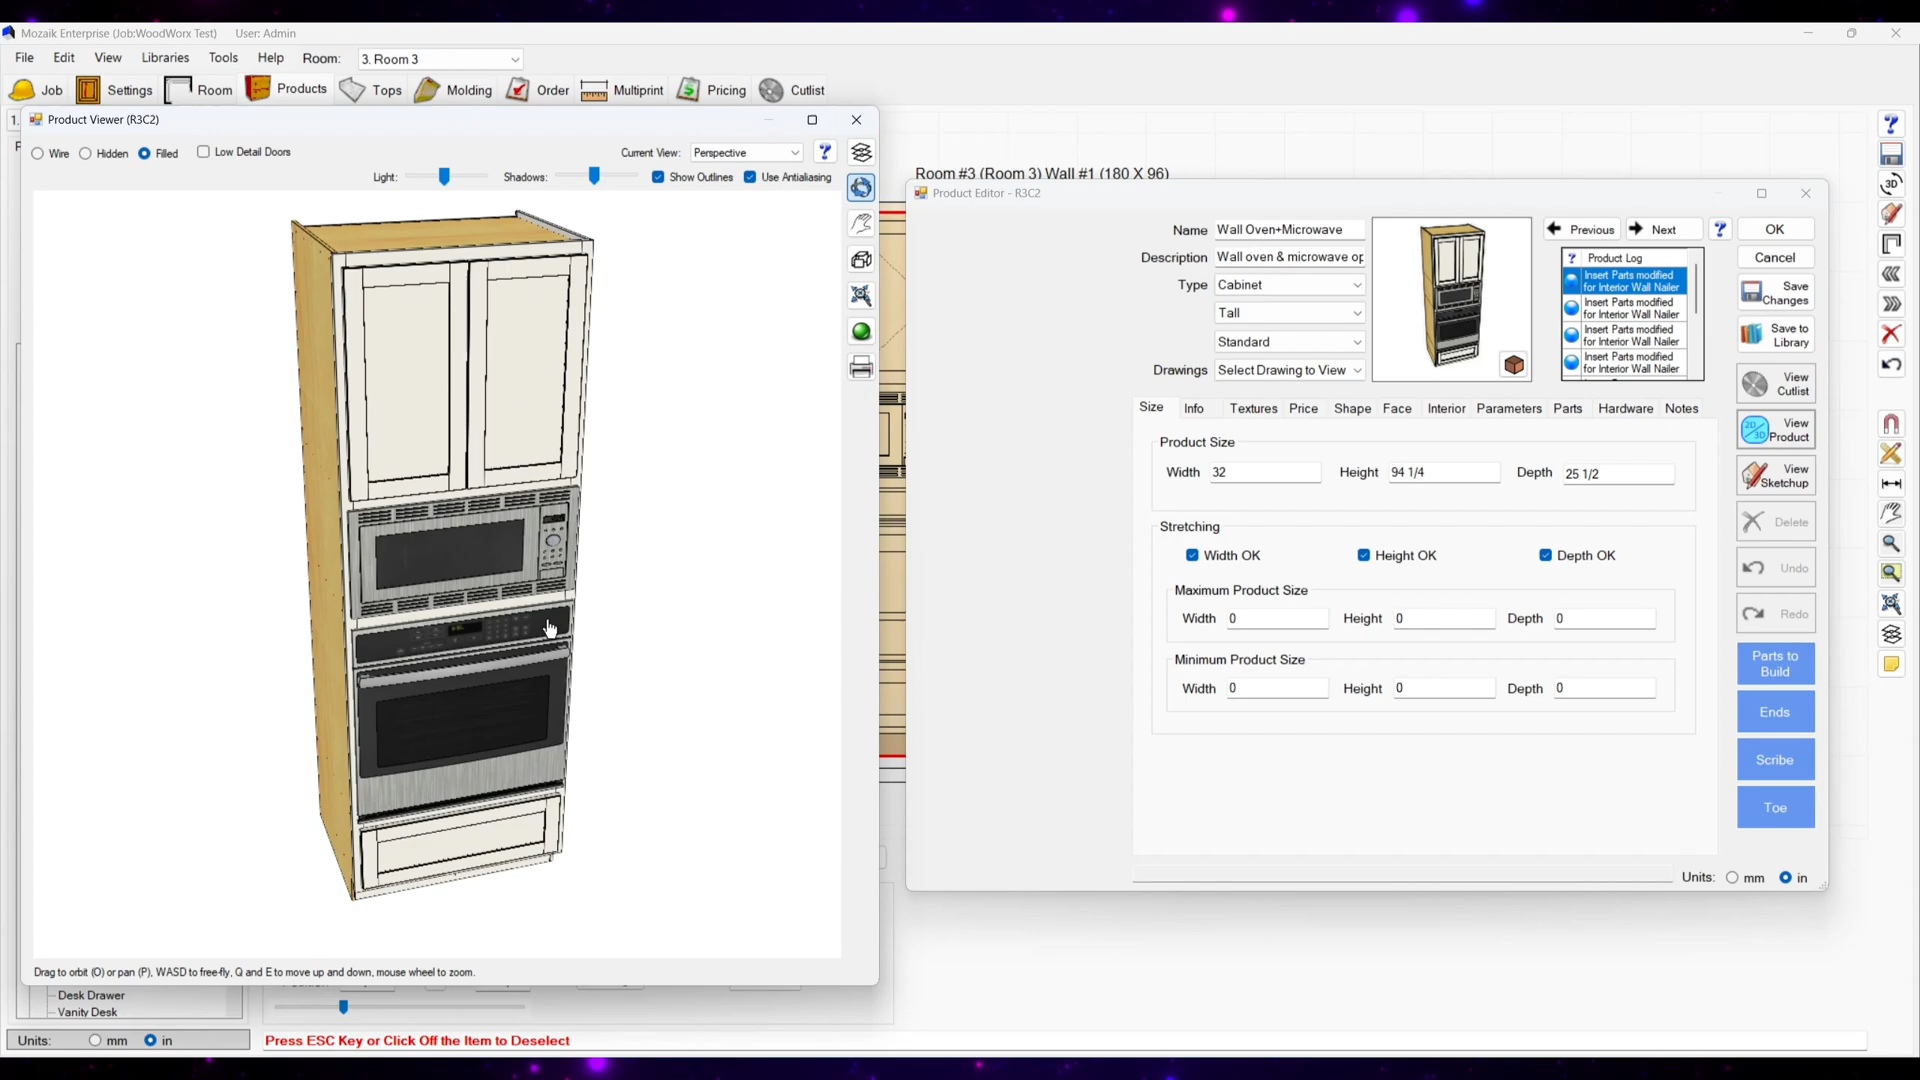 Mozaik Enterprise (Job:WoodWorx Test) User: Admin
File Edit View Libraries Tools Help Room: 3. Room 3
Job Settings Room Products Tops Molding Order Multiprint Pricing Cutlist
1.
Product Viewer (R3C2)
Wire Hidden Filled Low Detail Doors Current View: Perspective
Light: Shadows: Show Outlines Use Antialiasing
Drag to orbit (O) or pan (P), WASD to free-fly, Q and E to move up and down, mouse wheel to zoom.
Desk Drawer
Vanity Desk
Units: mm in
Press ESC Key or Click Off the Item to Deselect
Room #3 (Room 3) Wall #1 (180 X 96)
Product Editor - R3C2
Name Wall Oven+Microwave
Description Wall oven & microwave op
Type Cabinet
Tall
Standard
Drawings Select Drawing to View
Previous Next
Product Log
Insert Parts modified
for Interior Wall Nailer
Insert Parts modified
for Interior Wall Nailer
Insert Parts modified
for Interior Wall Nailer
Insert Parts modified
for Interior Wall Nailer
Size Info Textures Price Shape Face Interior Parameters Parts Hardware Notes
Product Size
Width 32 Height 94 1/4 Depth 25 1/2
Stretching
Width OK Height OK Depth OK
Maximum Product Size
Width 0 Height 0 Depth 0
Minimum Product Size
Width 0 Height 0 Depth 0
OK
Cancel
Save
Changes
Save to
Library
View
Cutlist
2D/3D
View
Product
View
Sketchup
Delete
Undo
Redo
Parts to
Build
Ends
Scribe
Toe
Units: mm in
3D